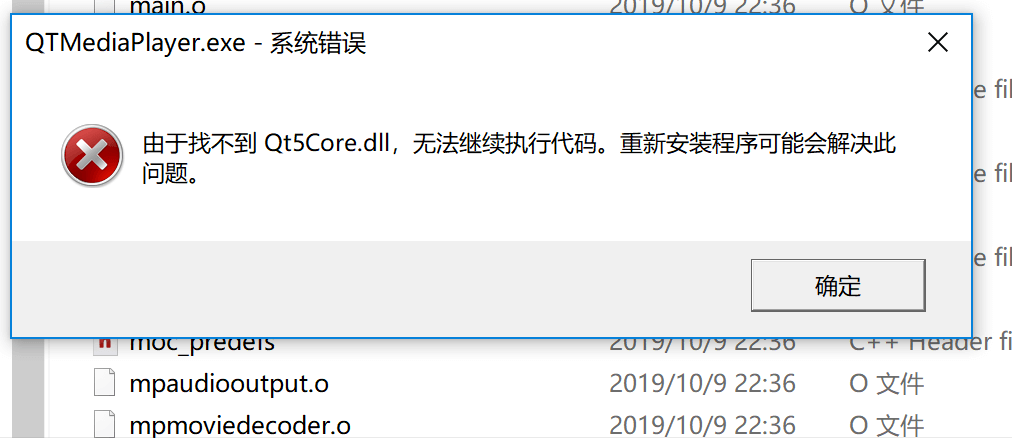 main.o 2019/10/9 22:36 O 文件
QTMediaPlayer.exe - 系统错误
e fil
由于找不到 Qt5Core.dll，无法继续执行代码。重新安装程序可能会解决此
问题。
e fil
e fil
确定
moc_predefs 2019/10/9 22:36 C++ Header fi
mpaudiooutput.o 2019/10/9 22:36 O 文件
mpmoviedecoder.o 2019/10/9 22:36 O 文件